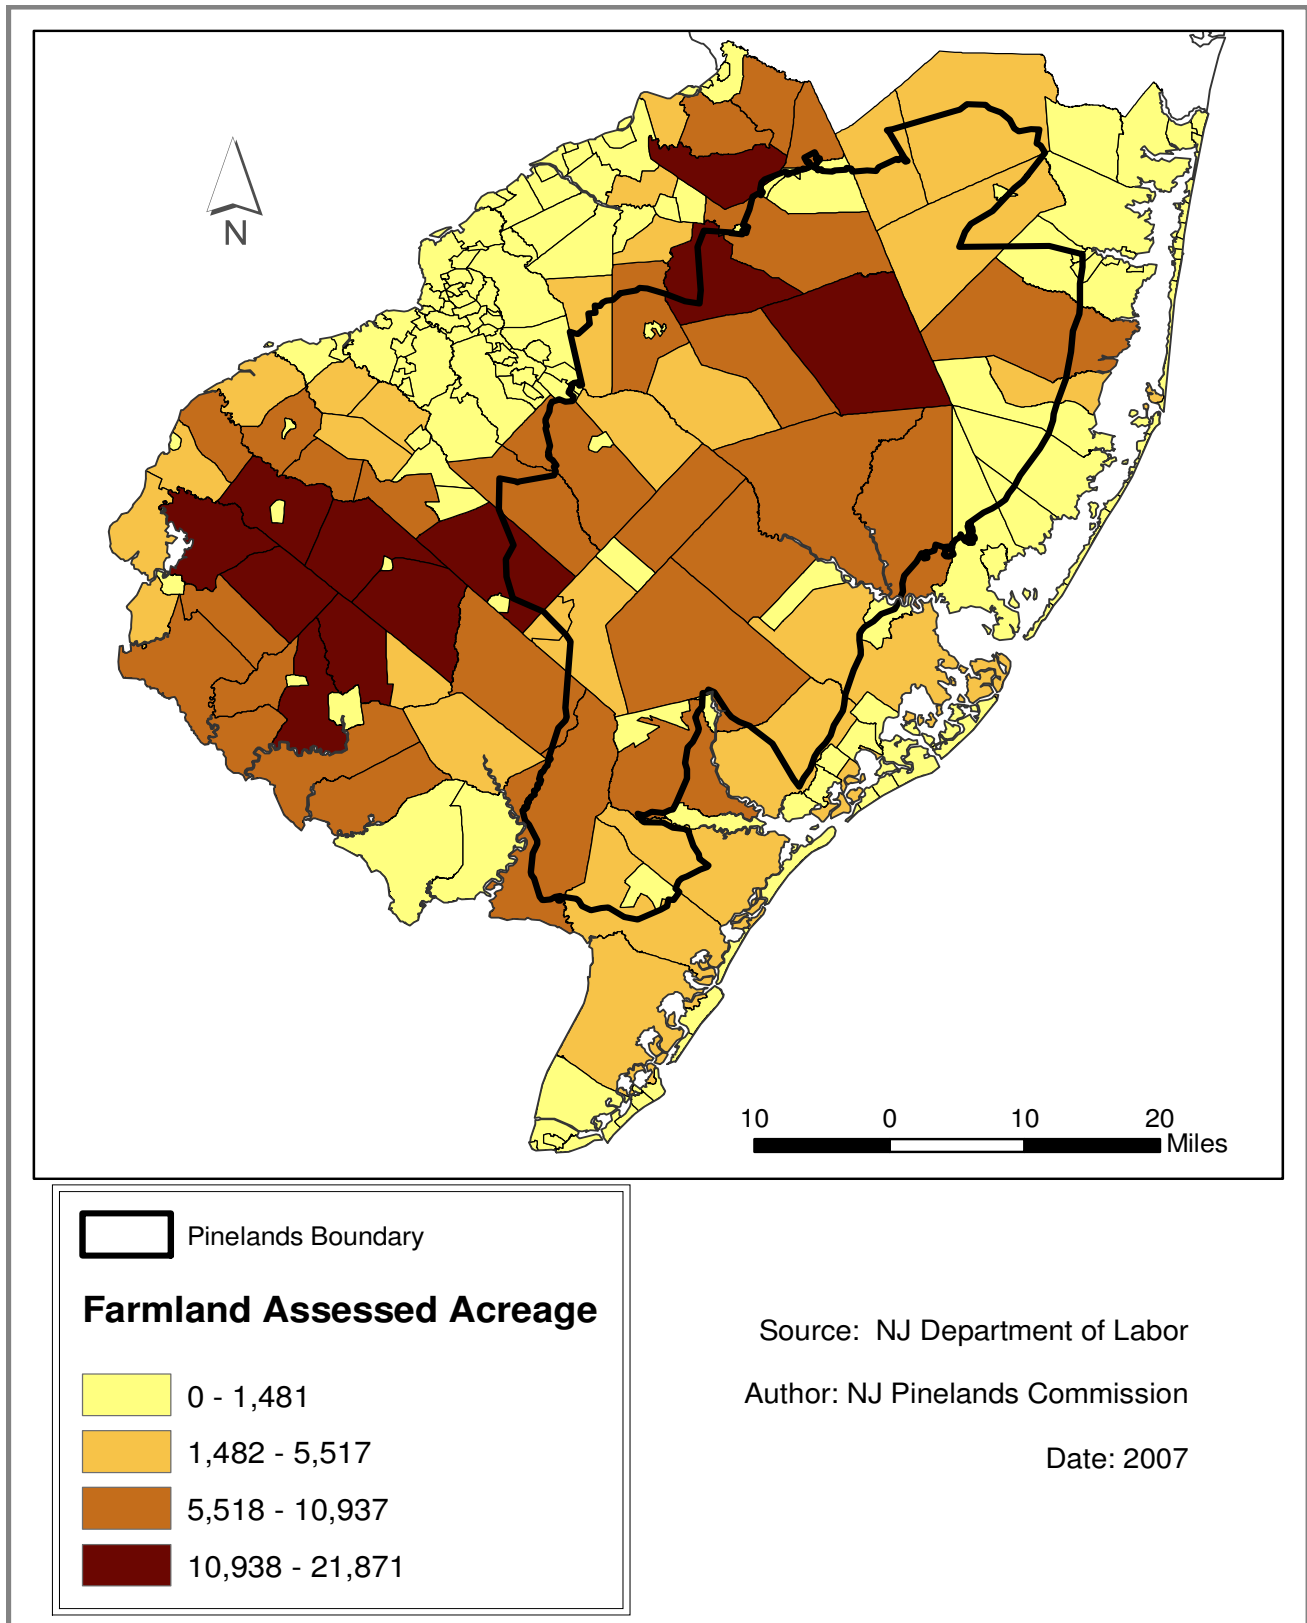 N
10 0 10 20
Miles
Pinelands Boundary
Farmland Assessed Acreage
0 - 1,481
1,482 - 5,517
5,518 - 10,937
10,938 - 21,871
Source: NJ Department of Labor
Author: NJ Pinelands Commission
Date: 2007